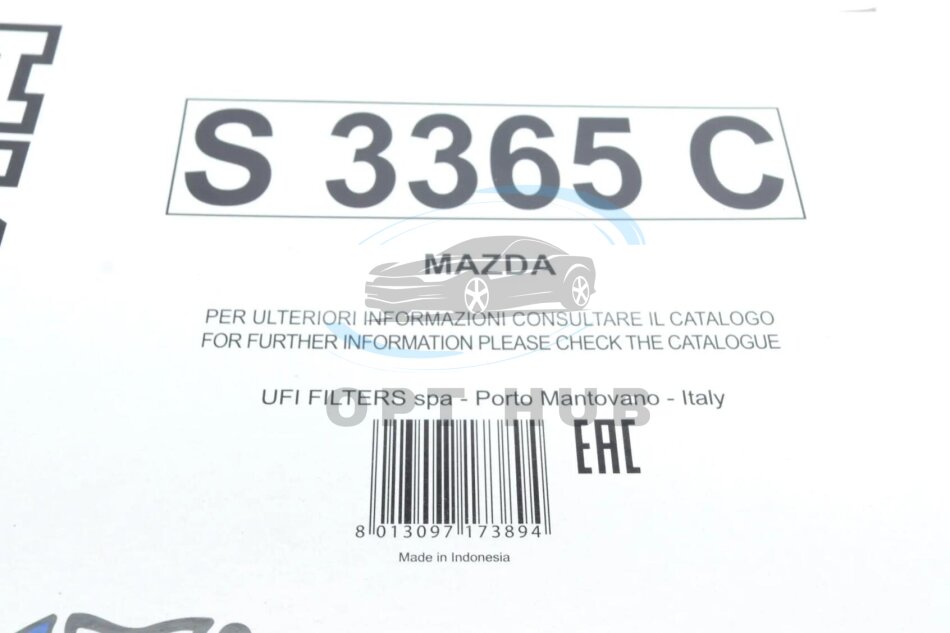 S 3365 C
MAZDA
PER ULTERIORI INFORMAZIONI CONSULTARE IL CATALOGO
FOR FURTHER INFORMATION PLEASE CHECK THE CATALOGUE
UFI FILTERS spa - Porto Mantovano - Italy
OPT HUB
EAC
8 013097 173894
Made in Indonesia